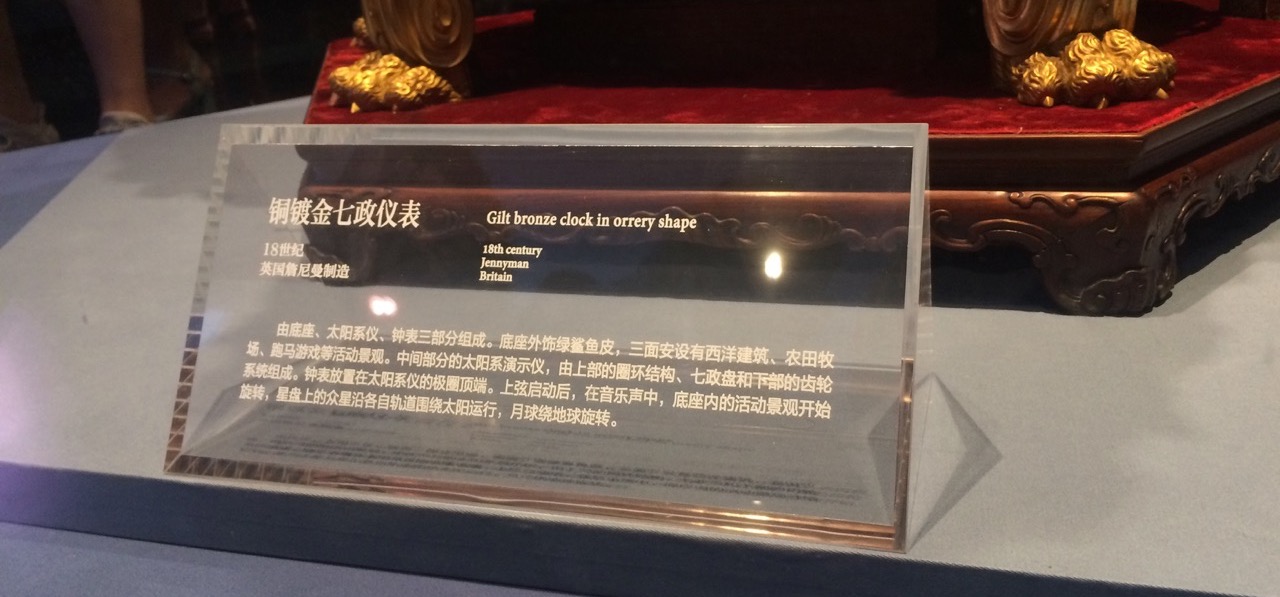 铜镀金七政仪表
Gilt bronze clock in orrery shape
18世纪
英国詹尼曼制造
18th century
Jennyman
Britain
由底座、太阳系仪、钟表三部分组成。底座外饰绿鲨鱼皮，三面安设有西洋建筑、农田牧
场、跑马游戏等活动景观。中间部分的太阳系演示仪，由上部的圈环结构、七政盘和下部的齿轮
系统组成。钟表放置在太阳系仪的极圈顶端。上弦启动后，在音乐声中，底座内的活动景观开始
旋转，星盘上的众星沿各自轨道围绕太阳运行，月球绕地球旋转。